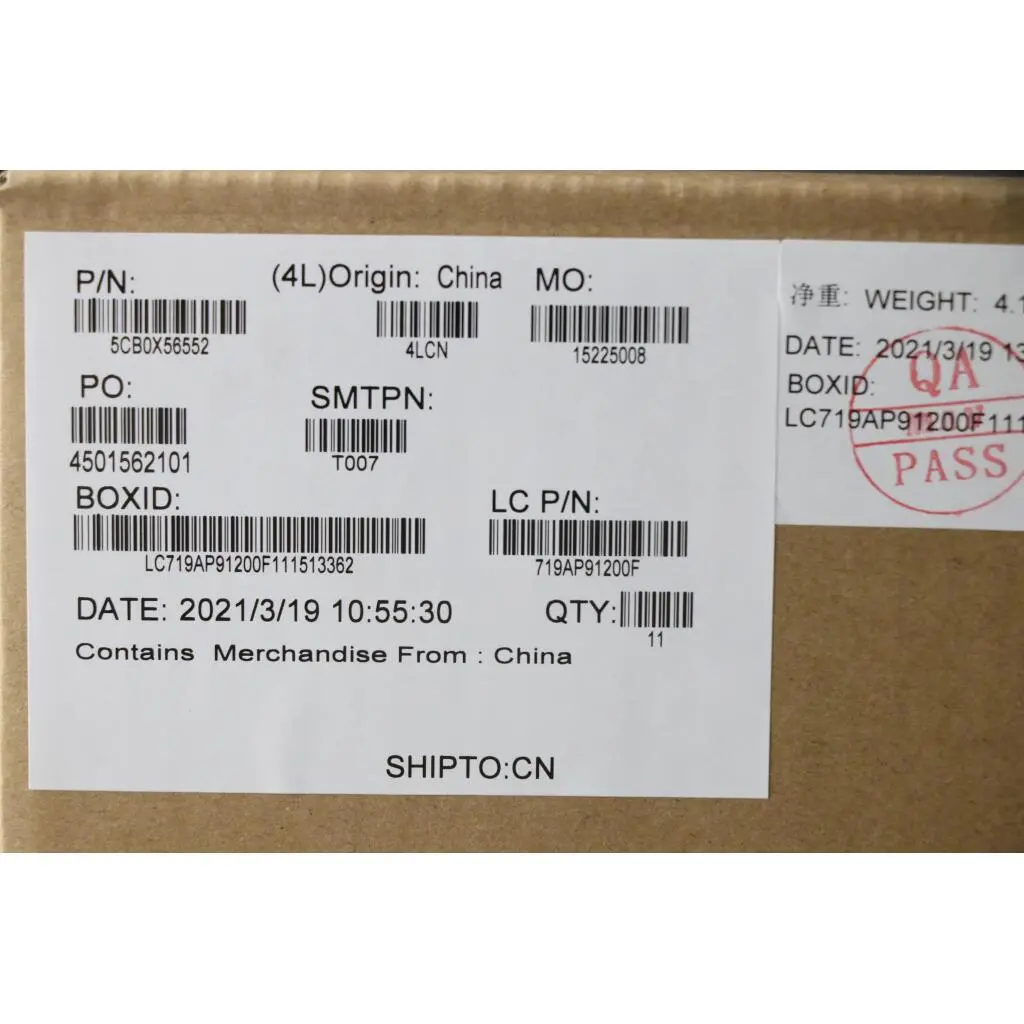 P/N: (4L)Origin: China MO:
5CB0X56552 4LCN 15225008
PO: SMTPN:
4501562101 T007
BOXID: LC P/N:
LC719AP91200F111513362 719AP91200F
DATE: 2021/3/19 10:55:30 QTY:
11
Contains Merchandise From : China
SHIPTO:CN
净重: WEIGHT: 4.1
DATE: 2021/3/19 13
BOXID:
LC719AP91200F111
QA
PASS